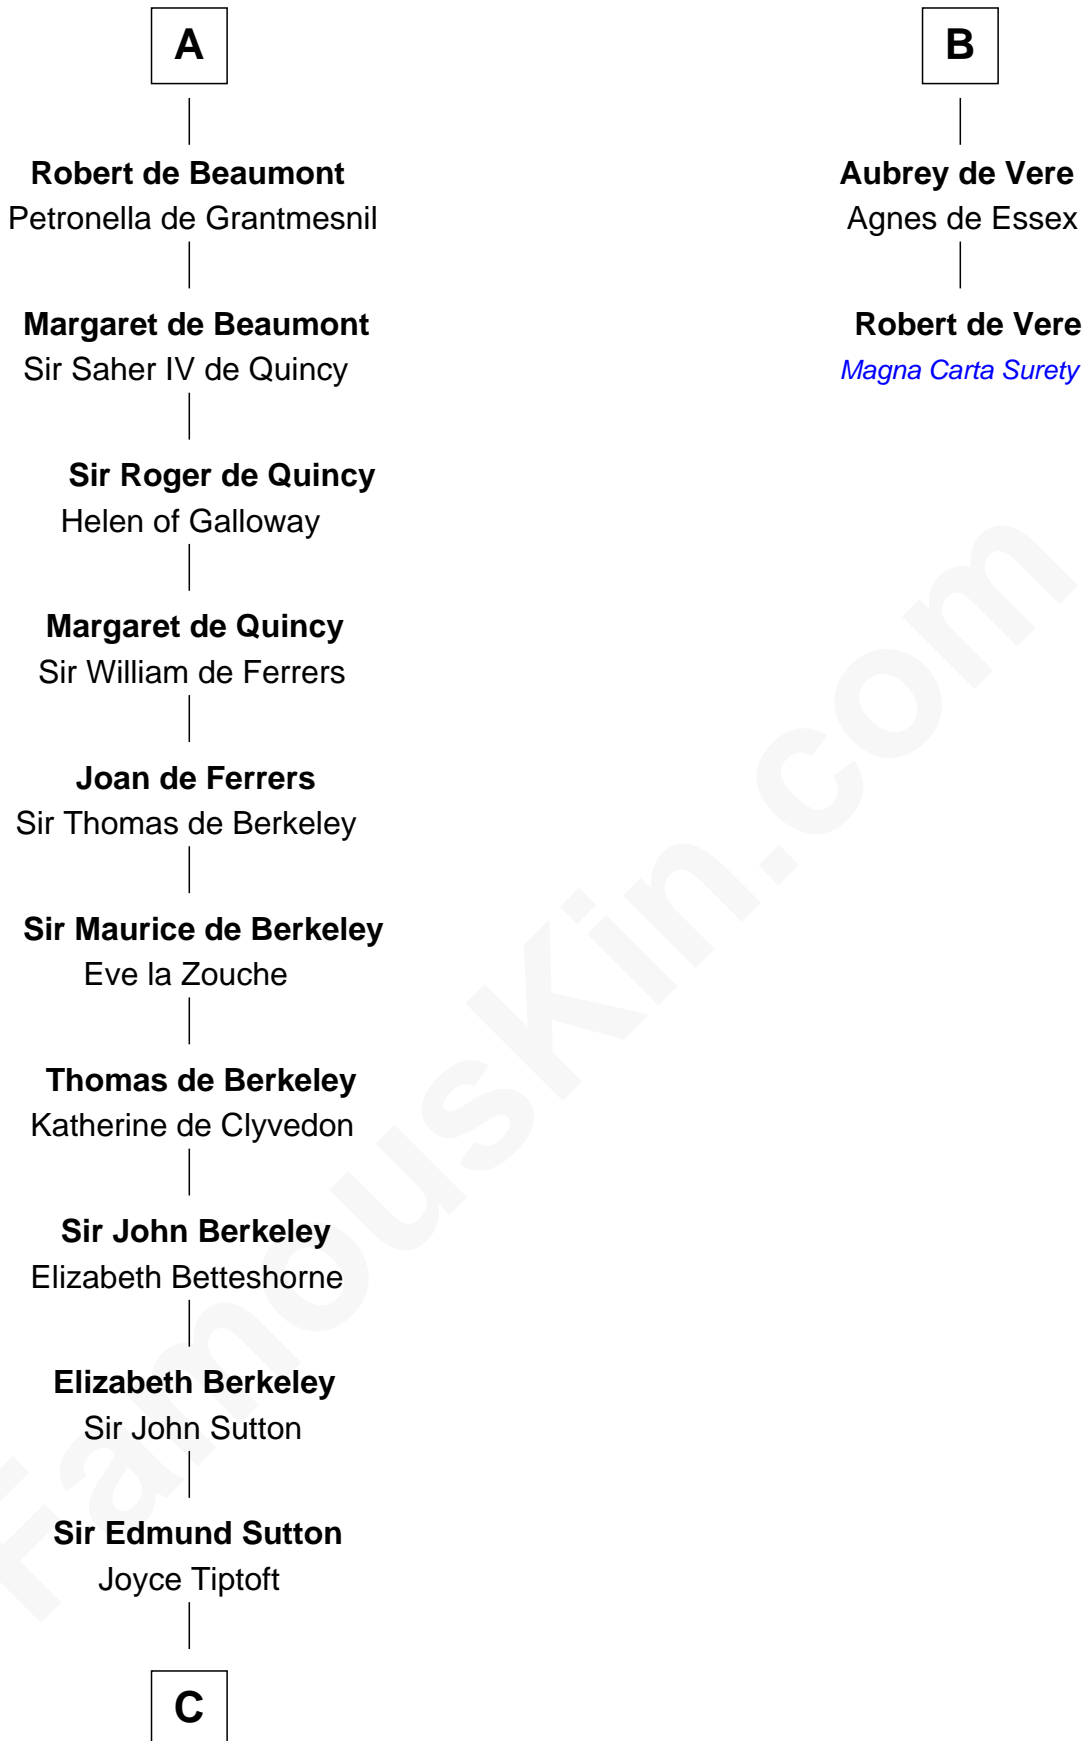 A
Robert de Beaumont
Petronella de Grantmesnil
Margaret de Beaumont
Sir Saher IV de Quincy
Sir Roger de Quincy
Helen of Galloway
Margaret de Quincy
Sir William de Ferrers
Joan de Ferrers
Sir Thomas de Berkeley
Sir Maurice de Berkeley
Eve la Zouche
Thomas de Berkeley
Katherine de Clyvedon
Sir John Berkeley
Elizabeth Betteshorne
Elizabeth Berkeley
Sir John Sutton
Sir Edmund Sutton
Joyce Tiptoft
C
B
Aubrey de Vere
Agnes de Essex
Robert de Vere
Magna Carta Surety
FamousKin.com